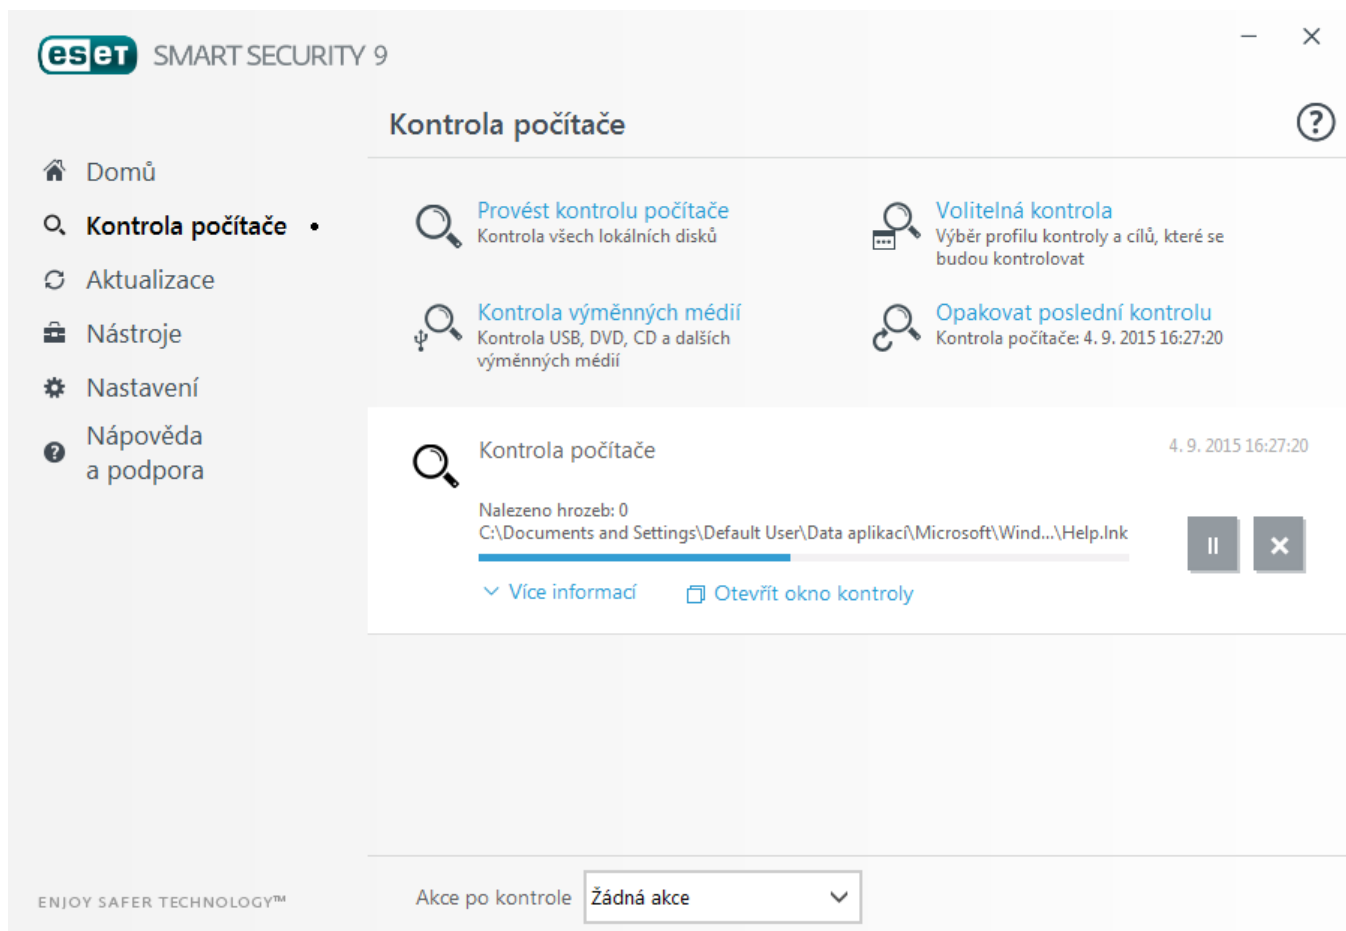 eset SMART SECURITY 9
Kontrola počítače
Domů
Kontrola počítače
Aktualizace
Nástroje
Nastavení
Nápověda
a podpora
Provést kontrolu počítače
Kontrola všech lokálních disků
Volitelná kontrola
Výběr profilu kontroly a cílů, které se
budou kontrolovat
Kontrola výměnných médií
Kontrola USB, DVD, CD a dalších
výměnných médií
Opakovat poslední kontrolu
Kontrola počítače: 4. 9. 2015 16:27:20
Kontrola počítače
4. 9. 2015 16:27:20
Nalezeno hrozeb: 0
C:\Documents and Settings\Default User\Data aplikací\Microsoft\Wind...\Help.lnk
Více informací
Otevřít okno kontroly
Akce po kontrole
Žádná akce
ENJOY SAFER TECHNOLOGY™